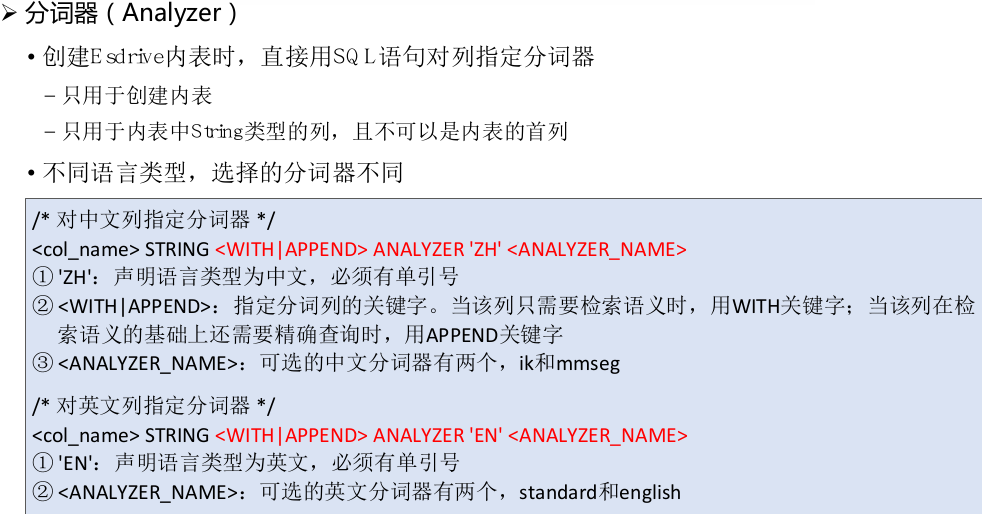 ➢ 分词器（Analyzer）
• 创建Esdrive内表时，直接用SQL语句对列指定分词器
– 只用于创建内表
– 只用于内表中String类型的列，且不可以是内表的首列
• 不同语言类型，选择的分词器不同
/* 对中文列指定分词器 */
<col_name> STRING <WITH|APPEND> ANALYZER 'ZH' <ANALYZER_NAME>
① 'ZH'：声明语言类型为中文，必须有单引号
② <WITH|APPEND>：指定分词列的关键字。当该列只需要检索语义时，用WITH关键字；当该列在检
索语义的基础上还需要精确查询时，用APPEND关键字
③ <ANALYZER_NAME>：可选的中文分词器有两个，ik和mmseg
/* 对英文列指定分词器 */
<col_name> STRING <WITH|APPEND> ANALYZER 'EN' <ANALYZER_NAME>
① 'EN'：声明语言类型为英文，必须有单引号
② <ANALYZER_NAME>：可选的英文分词器有两个，standard和english